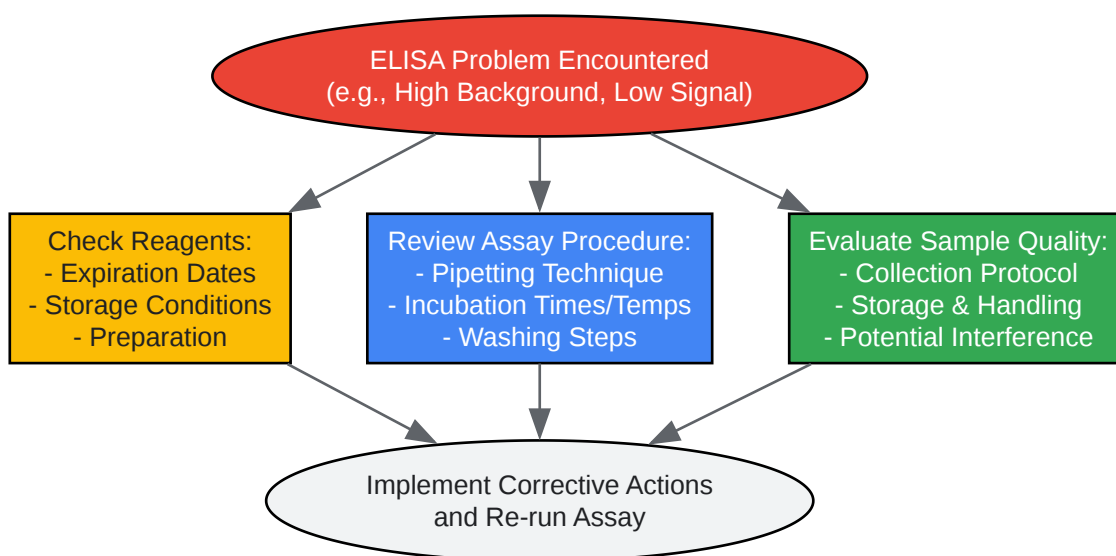 ELISA Problem Encountered
(e.g., High Background, Low Signal)
Check Reagents:
- Expiration Dates
- Storage Conditions
- Preparation
Review Assay Procedure:
- Pipetting Technique
- Incubation Times/Temps
- Washing Steps
Evaluate Sample Quality:
- Collection Protocol
- Storage & Handling
- Potential Interference
Implement Corrective Actions
and Re-run Assay